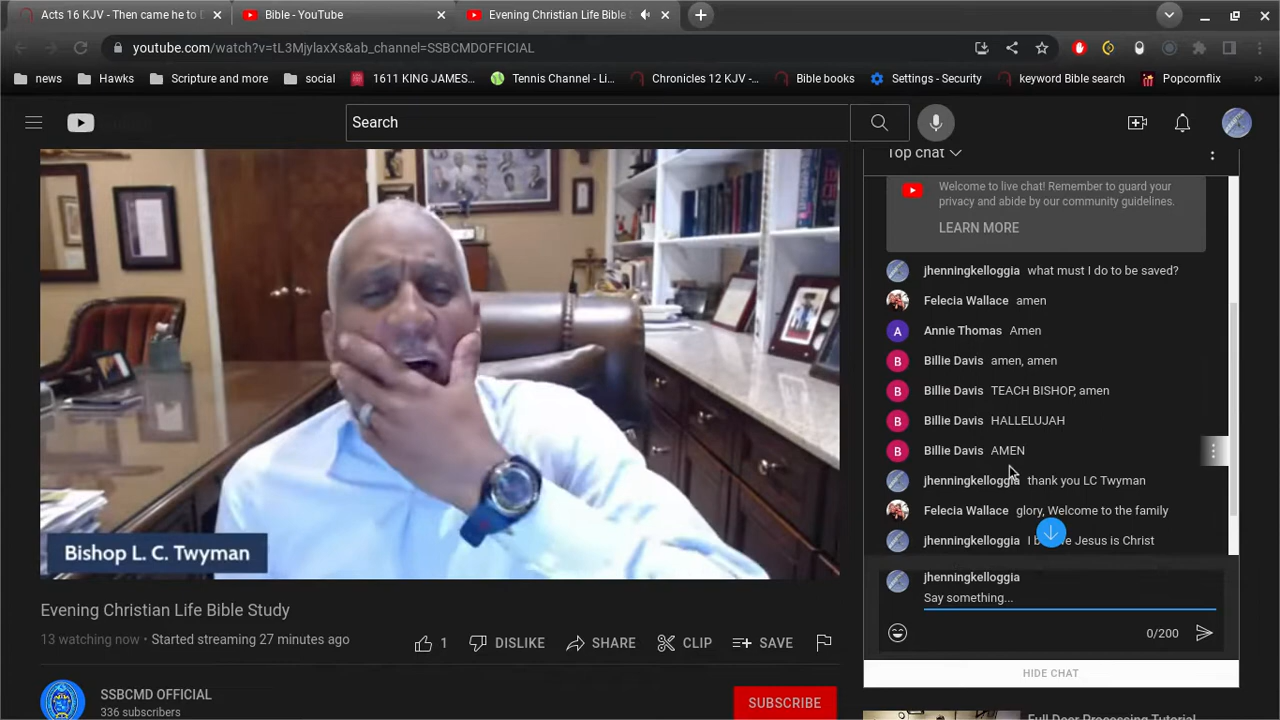 Acts 16 KJV - Then came he to
Bible - YouTube
Evening Christian Life Bible
youtube.com/watch?v=tL3MjylaxXs&ab_channel=SSBCMDOFFICIAL
news
Hawks
Scripture and more
social
1611 KING JAMES...
Tennis Channel - Li...
Chronicles 12 KJV -...
Bible books
Settings - Security
keyword Bible search
Popcornflix
»
Search
Bishop L. C. Twyman
Evening Christian Life Bible Study
13 watching now • Started streaming 27 minutes ago
1
DISLIKE
SHARE
CLIP
SAVE
SSBCMD OFFICIAL
336 subscribers
SUBSCRIBE
Top chat
Welcome to live chat! Remember to guard your
privacy and abide by our community guidelines.
LEARN MORE
jhenningkelloggia what must I do to be saved?
Felecia Wallace amen
A Annie Thomas Amen
B Billie Davis amen, amen
B Billie Davis TEACH BISHOP, amen
B Billie Davis HALLELUJAH
B Billie Davis AMEN
jhenningkelloggia thank you LC Twyman
Felecia Wallace glory, Welcome to the family
jhenningkelloggia I Jesus is Christ
jhenningkelloggia
Say something...
0/200
HIDE CHAT
Full Deer Processing Tutorial